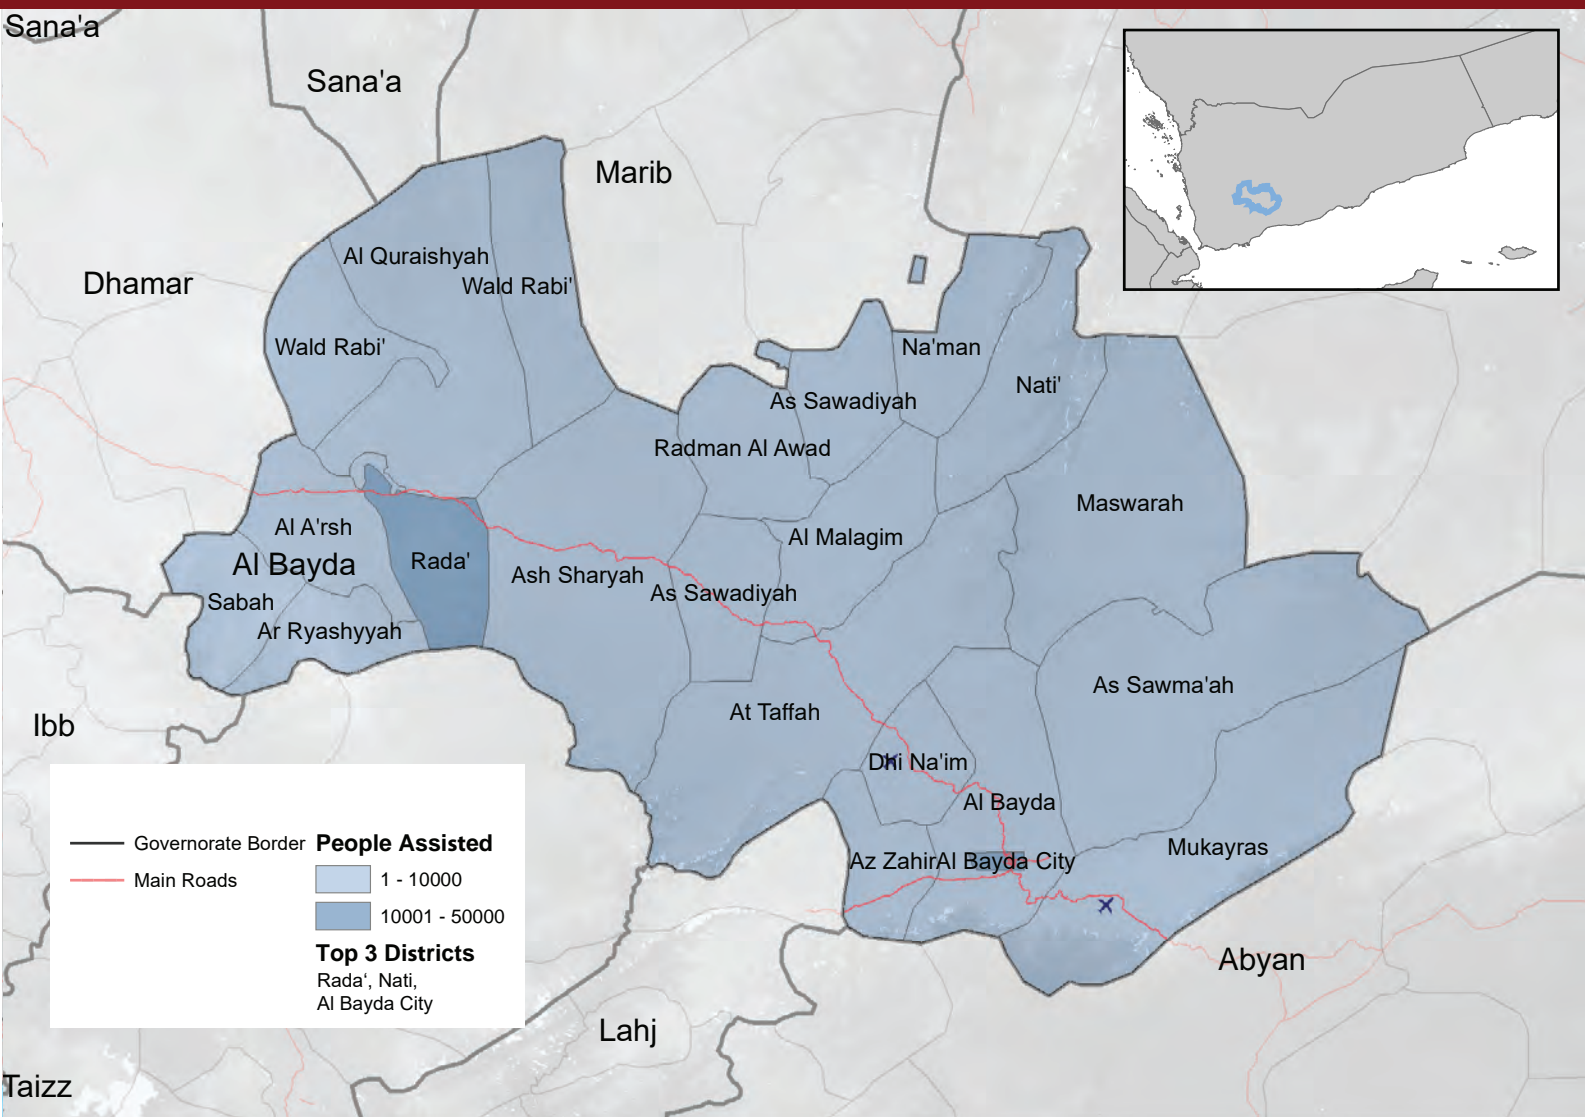 Sana'a
Sana'a
Marib
Al Quraishyah
Dhamar
Wald Rabi'
Wald Rabi'
Na'man
Nati'
As Sawadiyah
Radman Al Awad
Maswarah
Al A'rsh
Al Malagim
Rada'
Al Bayda
Ash Sharyah
As Sawadiyah
Sabah
Ar Ryashyyah
As Sawma'ah
At Taffah
Ibb
Dhi Na'im
Al Bayda
Mukayras
Az Zahir
Al Bayda City
Abyan
Lahj
Taizz
Governorate Border
Main Roads
People Assisted
1 - 10000
10001 - 50000
Top 3 Districts
Rada‘, Nati,
Al Bayda City